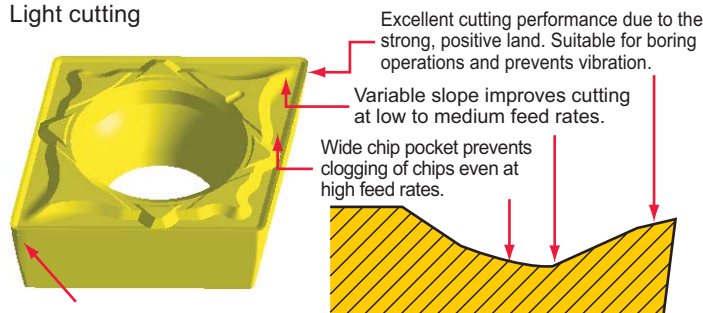 Light cutting
Excellent cutting performance due to the
strong, positive land. Suitable for boring
operations and prevents vibration.
Variable slope improves cutting
at low to medium feed rates.
Wide chip pocket prevents
clogging of chips even at
high feed rates.